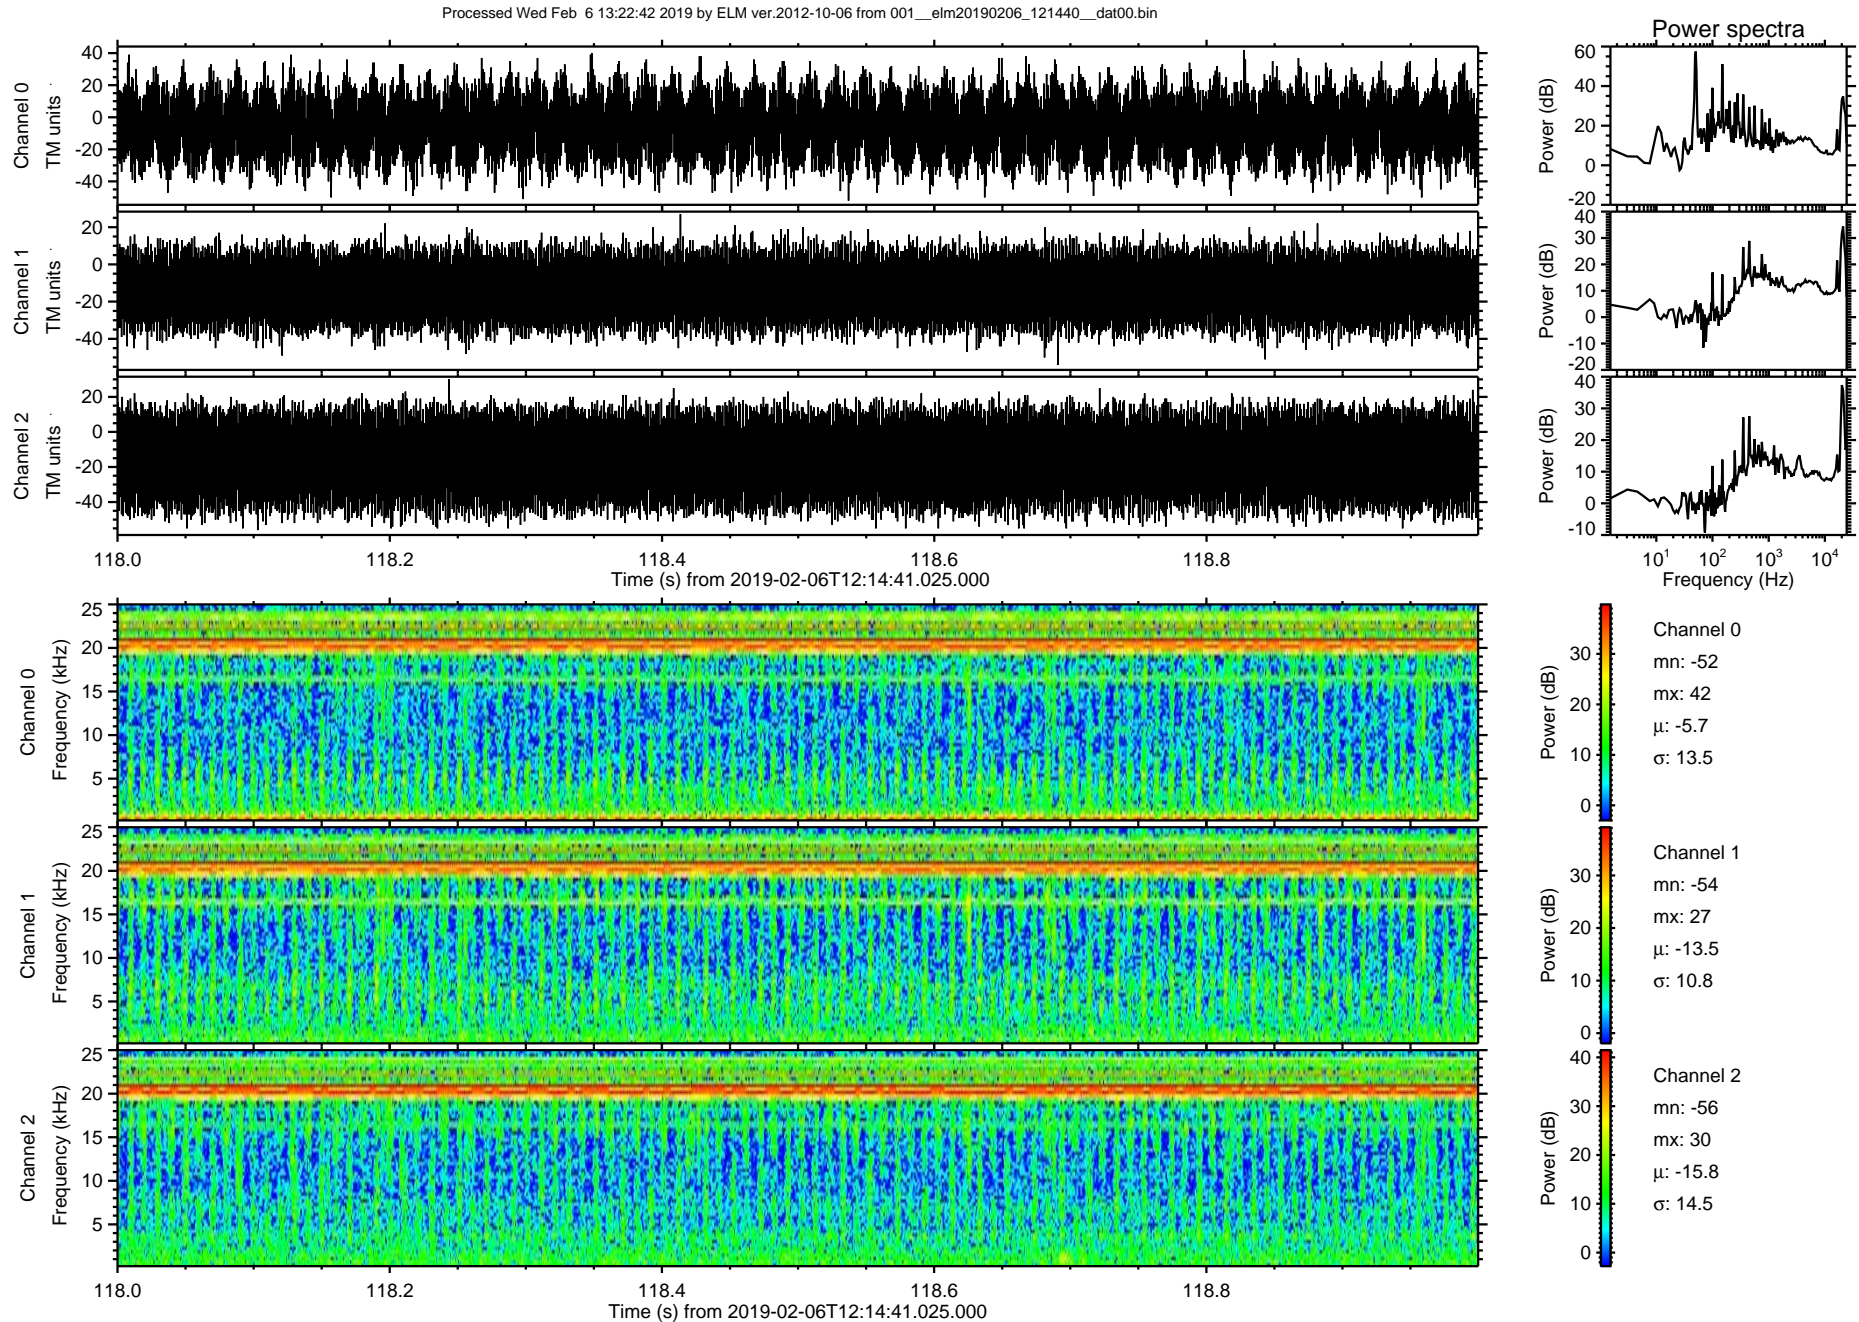 Processed Wed Feb  6 13:22:42 2019 by ELM ver.2012-10-06 from 001__elm20190206_121440__dat00.bin
Power spectra
Channel 0
TM units
40
20
0
-20
-40
Power (dB)
60
40
20
0
-20
Channel 1
TM units
20
0
-20
-40
Power (dB)
40
30
20
10
0
-10
-20
Channel 2
TM units
20
0
-20
-40
Power (dB)
40
30
20
10
0
-10
118.0 118.2 118.4 118.6 118.8
Time (s) from 2019-02-06T12:14:41.025.000
10^1 10^2 10^3 10^4
Frequency (Hz)
Channel 0
Frequency (kHz)
25
20
15
10
5
Power (dB)
30
20
10
0
Channel 0
mn: -52
mx: 42
µ: -5.7
σ: 13.5
Channel 1
Frequency (kHz)
25
20
15
10
5
Power (dB)
30
20
10
0
Channel 1
mn: -54
mx: 27
µ: -13.5
σ: 10.8
Channel 2
Frequency (kHz)
25
20
15
10
5
Power (dB)
40
30
20
10
0
Channel 2
mn: -56
mx: 30
µ: -15.8
σ: 14.5
118.0 118.2 118.4 118.6 118.8
Time (s) from 2019-02-06T12:14:41.025.000